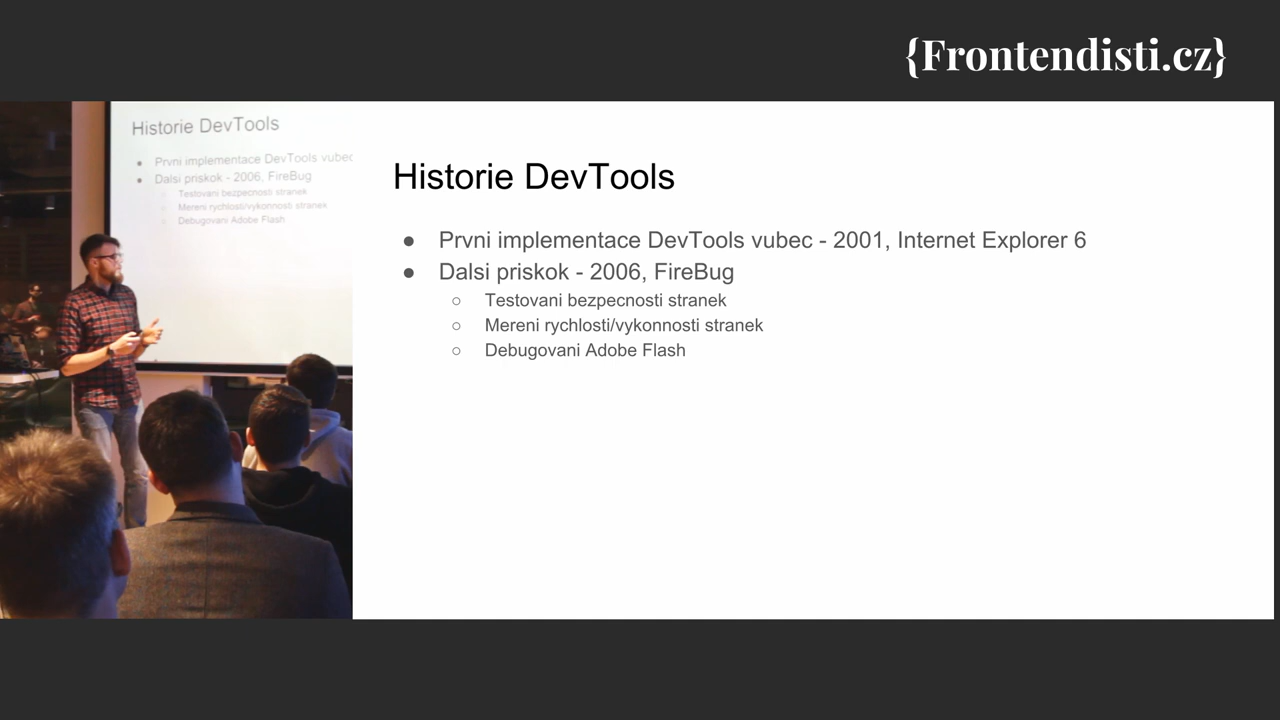 {Frontendisti.cz}
Historie DevTools
Prvni implementace DevTools vubec
Dalsi priskok - 2006, FireBug
Testovani bezpecnosti stranek
Mereni rychlosti/vykonnosti stranek
Debugovani Adobe Flash
Historie DevTools
● Prvni implementace DevTools vubec - 2001, Internet Explorer 6
● Dalsi priskok - 2006, FireBug
○ Testovani bezpecnosti stranek
○ Mereni rychlosti/vykonnosti stranek
○ Debugovani Adobe Flash